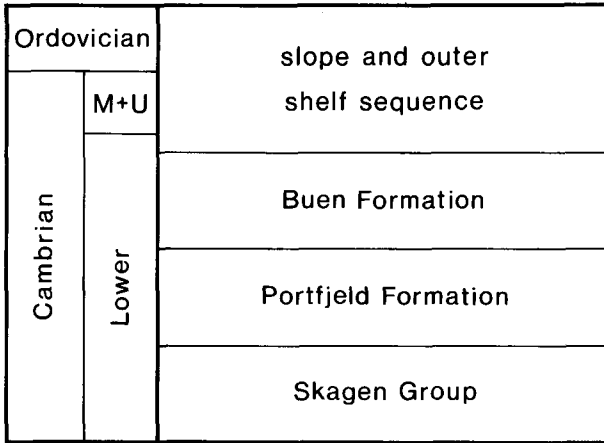 Ordovician
M+U
Cambrian
Lower
slope and outer
shelf sequence
Buen Formation
Portfjeld Formation
Skagen Group